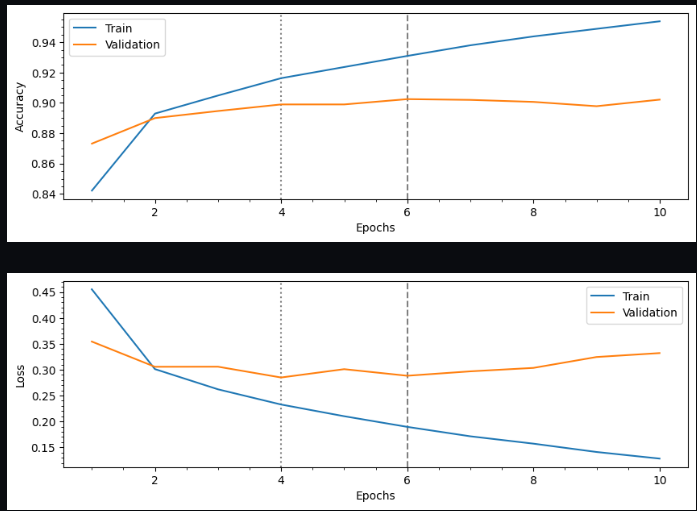 Accuracy
0.94
0.92
0.90
0.88
0.86
0.84
Train
Validation
2
4
6
8
10
Epochs
Loss
0.45
0.40
0.35
0.30
0.25
0.20
0.15
Train
Validation
2
4
6
8
10
Epochs